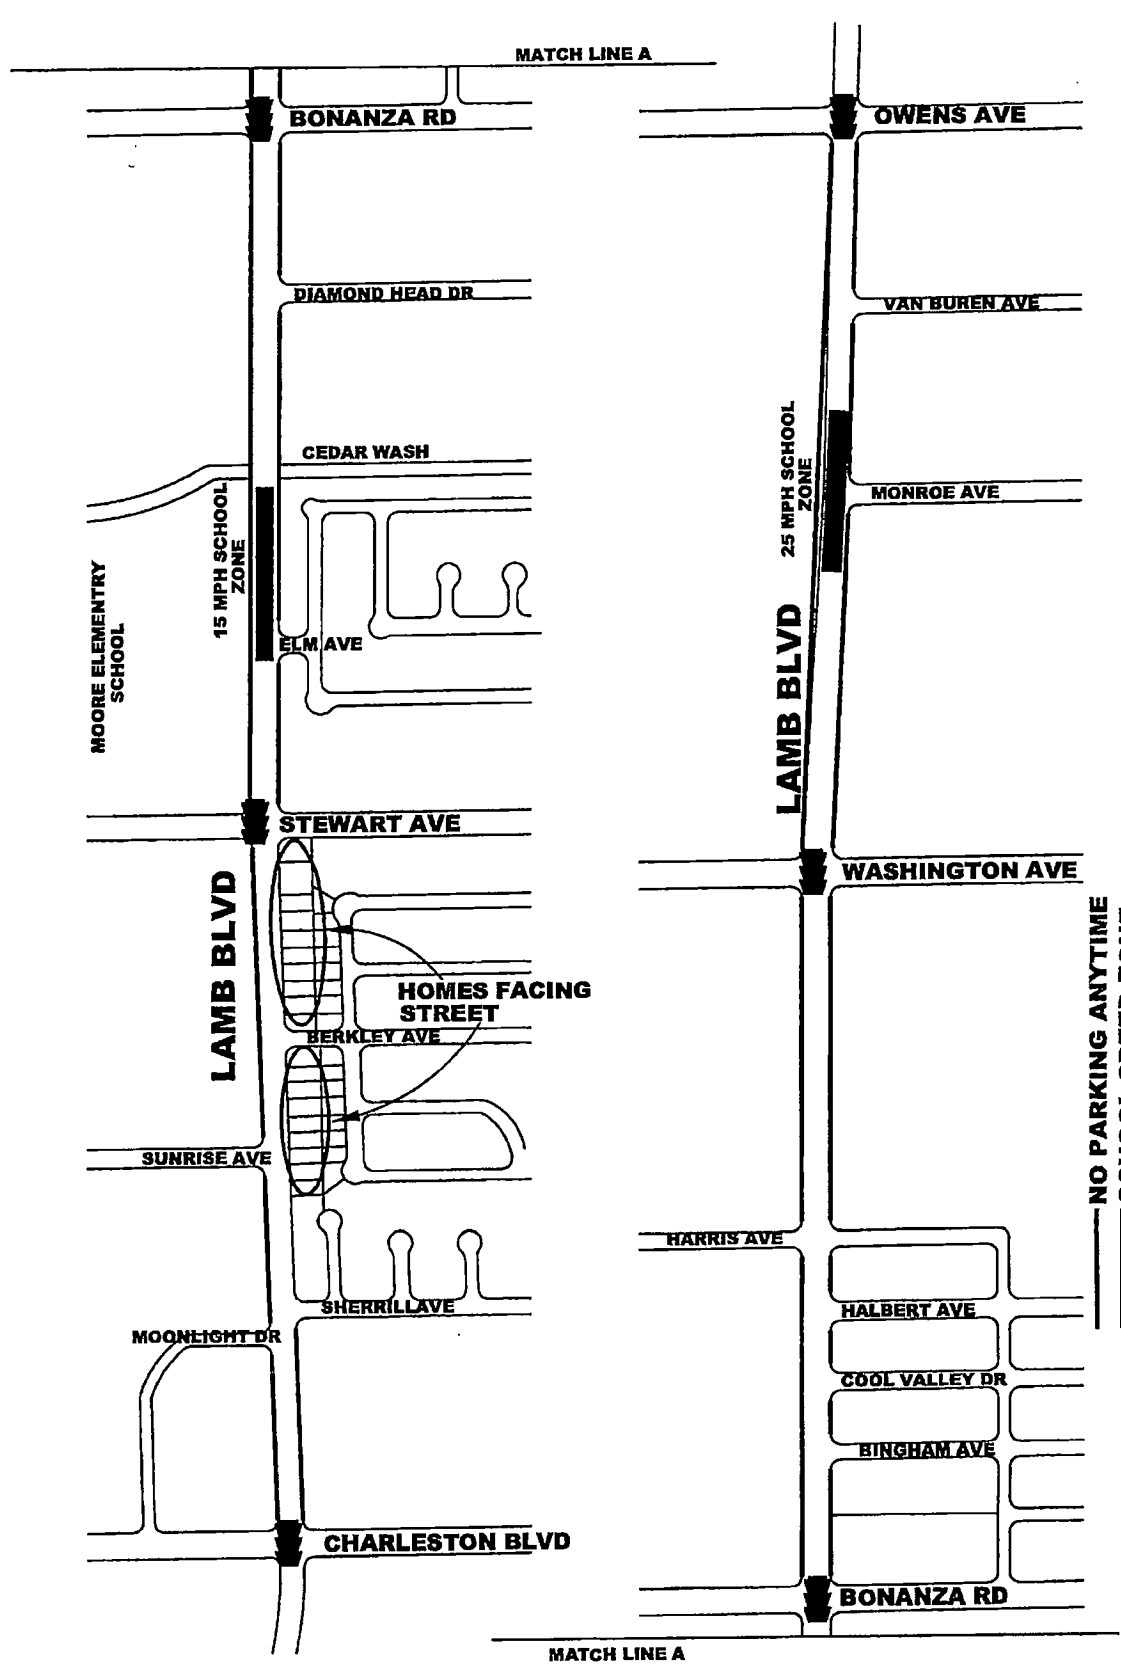 MATCH LINE A
BONANZA RD
DIAMOND HEAD DR
CEDAR WASH
15 MPH SCHOOL
ZONE
MOORE ELEMENTRY
SCHOOL
ELM AVE
STEWART AVE
LAMB BLVD
HOMES FACING
STREET
BERKLEY AVE
SUNRISE AVE
SHERRILL AVE
MOONLIGHT DR
CHARLESTON BLVD
OWENS AVE
VAN BUREN AVE
25 MPH SCHOOL
ZONE
MONROE AVE
LAMB BLVD
WASHINGTON AVE
NO PARKING ANYTIME
HARRIS AVE
HALBERT AVE
COOL VALLEY DR
BINGHAM AVE
BONANZA RD
MATCH LINE A